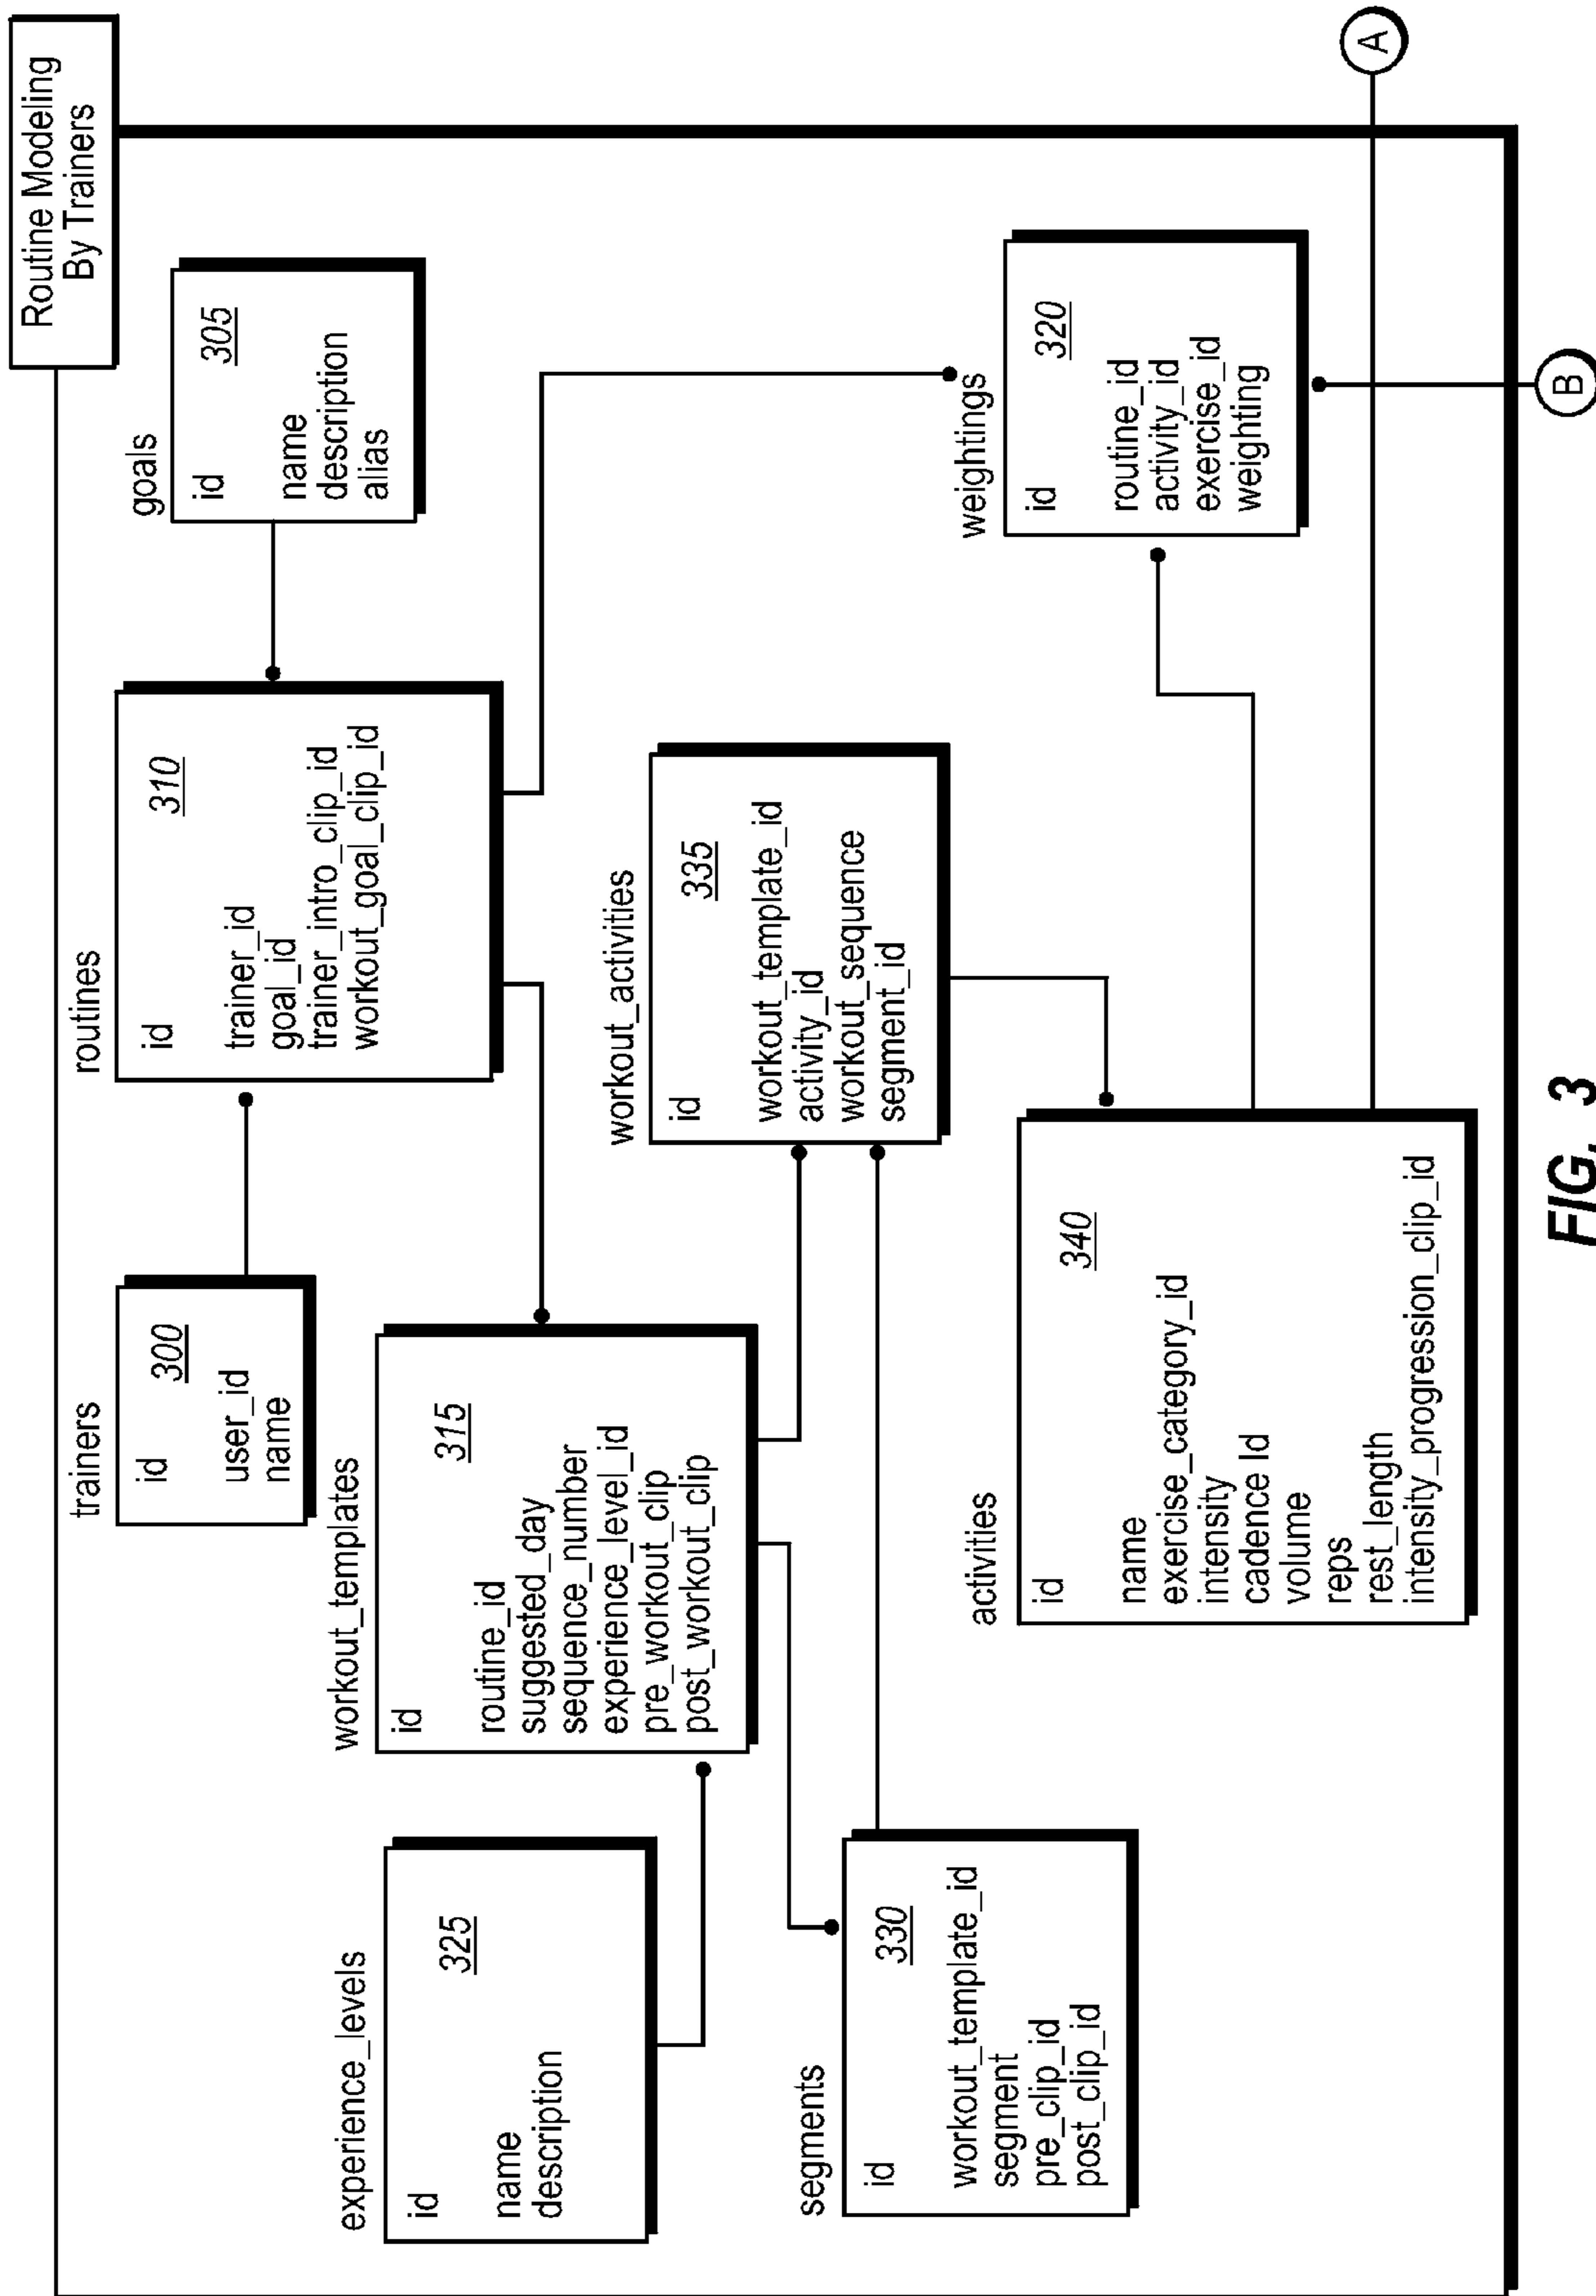 Routine Modeling
By Trainers
trainers
id
300
user_id
name
routines
id
310
trainer_id
goal_id
trainer_intro_clip_id
workout_goal_clip_id
goals
id
305
name
description
alias
experience_levels
id
325
name
description
workout_templates
id
315
routine_id
suggested_day
sequence_number
experience_level_id
pre_workout_clip
post_workout_clip
workout_activities
id
335
workout_template_id
activity_id
workout_sequence
segment_id
segments
id
330
workout_template_id
segment
pre_clip_id
post_clip_id
activities
id
340
name
exercise_category_id
intensity
cadence Id
volume
reps
rest_length
intensity_progression_clip_id
weightings
id
320
routine_id
activity_id
exercise_id
weighting
A
B
FIG. 3